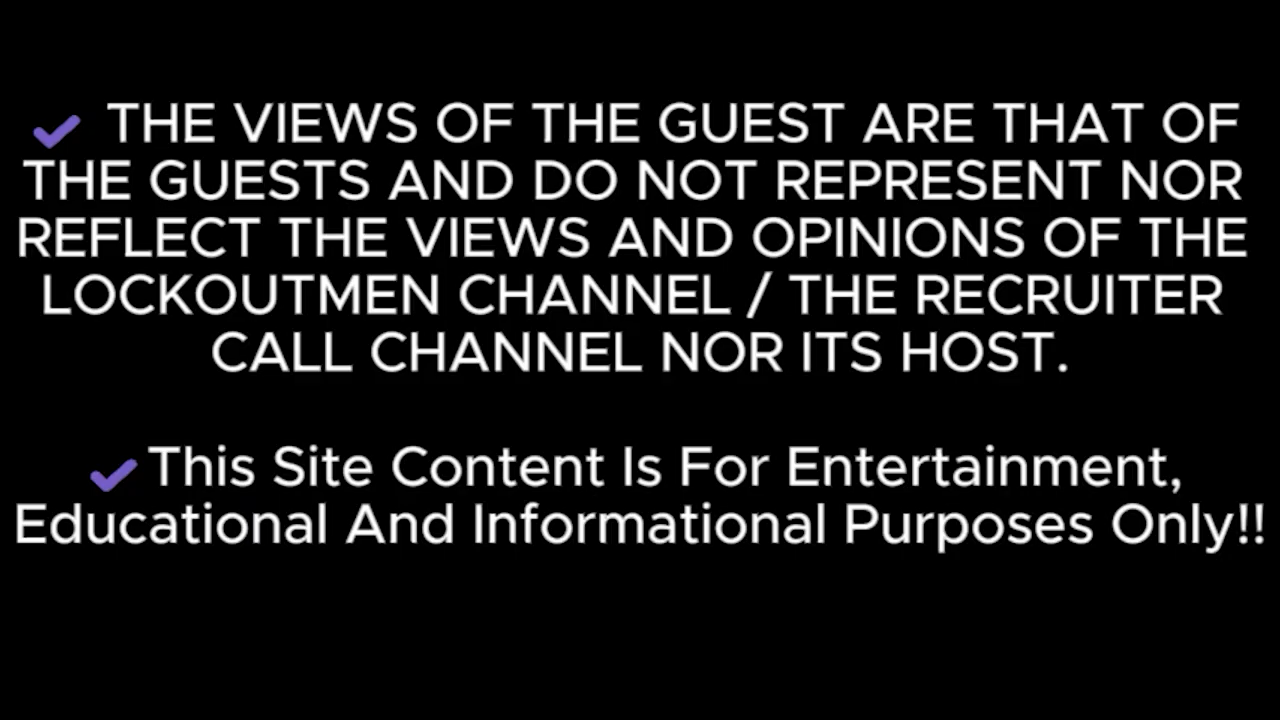 ✔ THE VIEWS OF THE GUEST ARE THAT OF
THE GUESTS AND DO NOT REPRESENT NOR
REFLECT THE VIEWS AND OPINIONS OF THE
LOCKOUTMEN CHANNEL / THE RECRUITER
CALL CHANNEL NOR ITS HOST.
✔ This Site Content Is For Entertainment,
Educational And Informational Purposes Only!!